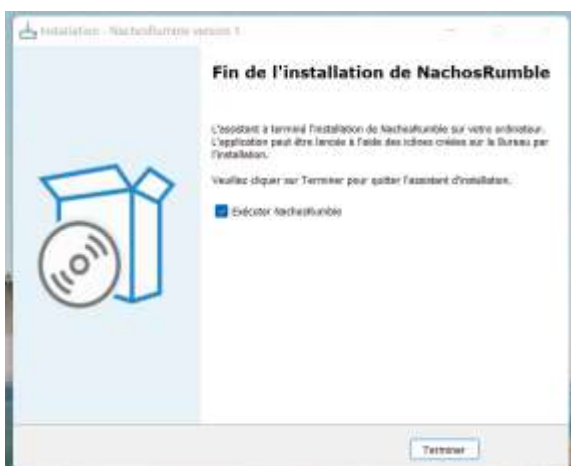 Installation - NachosRumble version 1
Fin de l'installation de NachosRumble
L'assistant a terminé l'installation de NachosRumble sur votre ordinateur.
L'application peut être lancée à l'aide des icônes créées sur le Bureau par
l'installation.
Veuillez cliquer sur Terminer pour quitter l'assistant d'installation.
Exécuter NachosRumble
Terminer